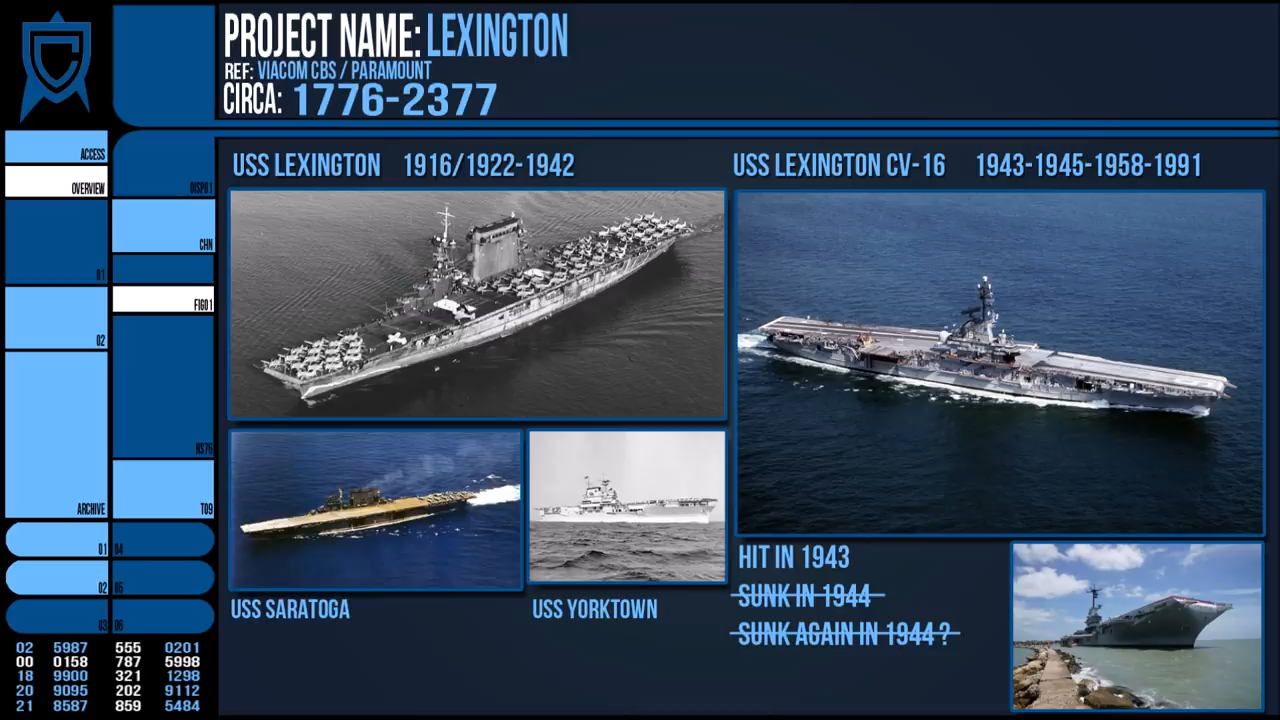 PROJECT NAME: LEXINGTON
REF: VIACOM CBS / PARAMOUNT
CIRCA: 1776-2377
ACCESS
OVERVIEW
01
02
ARCHIVE
01
02
03
DISP01
CHN
FIG01
NS76
T09
04
05
06
02 5987 555 0201
00 0158 787 5998
18 9900 321 1298
20 9095 202 9112
21 8587 859 5484
USS LEXINGTON 1916/1922-1942
USS SARATOGA
USS YORKTOWN
USS LEXINGTON CV-16 1943-1945-1958-1991
HIT IN 1943
SUNK IN 1944
SUNK AGAIN IN 1944 ?